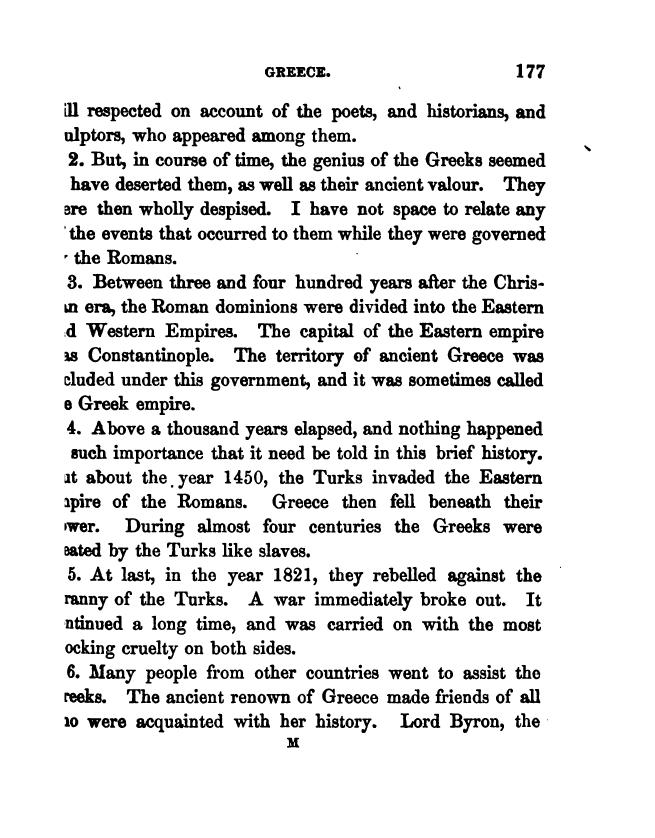 GREECE. 177
ill respected on account of the poets, and historians, and
ulptors, who appeared among them.
2. But, in course of time, the genius of the Greeks seemed
have deserted them, as well as their ancient valour. They
ere then wholly despised. I have not space to relate any
the events that occurred to them while they were governed
the Romans.
3. Between three and four hundred years after the Chris-
an era, the Roman dominions were divided into the Eastern
d Western Empires. The capital of the Eastern empire
as Constantinople. The territory of ancient Greece was
cluded under this government, and it was sometimes called
e Greek empire.
4. Above a thousand years elapsed, and nothing happened
such importance that it need be told in this brief history.
ut about the year 1450, the Turks invaded the Eastern
mpire of the Romans. Greece then fell beneath their
ower. During almost four centuries the Greeks were
eated by the Turks like slaves.
5. At last, in the year 1821, they rebelled against the
ranny of the Turks. A war immediately broke out. It
ntinued a long time, and was carried on with the most
ocking cruelty on both sides.
6. Many people from other countries went to assist the
reeks. The ancient renown of Greece made friends of all
ho were acquainted with her history. Lord Byron, the
M